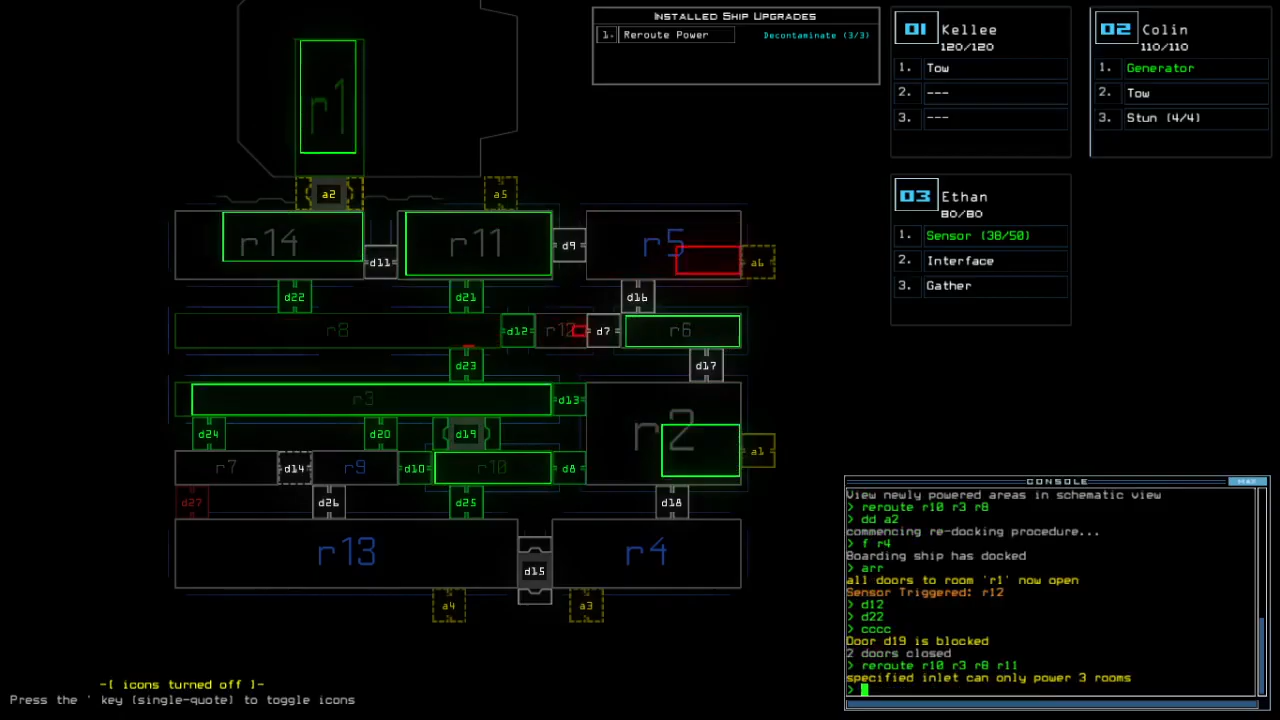 INSTALLED SHIP UPGRADES
1. Reroute Power Decontaminate (3/3)
01 Kellee
120/120
1. Tow
2. ---
3. ---
02 Colin
110/110
1. Generator
2. Tow
3. Stun (4/4)
03 Ethan
80/80
1. Sensor (38/50)
2. Interface
3. Gather
r1
a2
a5
r14
r11
d9
r5
a6
d11
d22
d21
d16
r8
d12
r12
d7
r6
d23
d17
r3
d13
r2
d24
d20
d19
a1
r7
d14
r9
d10
r10
d8
d27
d26
d25
d18
r13
d15
r4
a4
a3
CONSOLE
MAX
View newly powered areas in schematic view
> reroute r10 r3 r8
> dd a2
commencing re-docking procedure...
> f r4
Boarding ship has docked
> arr
all doors to room 'r1' now open
Sensor Triggered: r12
> d12
> d22
> cccc
Door d19 is blocked
2 doors closed
> reroute r10 r3 r8 r11
specified inlet can only power 3 rooms
>
-[ icons turned off ]-
Press the ' key (single-quote) to toggle icons